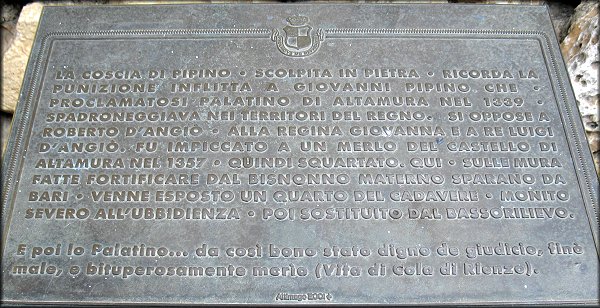 LA COSCIA DI PIPINO • SCOLPITA IN PIETRA • RICORDA LA
PUNIZIONE INFLITTA A GIOVANNI PIPINO. CHE •
PROCLAMATOSI PALATINO DI ALTAMURA NEL 1339 •
SPADRONEGGIAVA NEI TERRITORI DEL REGNO. SI OPPOSE A
ROBERTO D'ANGIÒ • ALLA REGINA GIOVANNA E A RE LUIGI
D'ANGIÒ. FU IMPICCATO A UN MERLO DEL CASTELLO DI
ALTAMURA NEL 1357 • QUINDI SQUARTATO. QUI • SULLE MURA
FATTE FORTIFICARE DAL BISNONNO MATERNO SPARANO DA
BARI • VENNE ESPOSTO UN QUARTO DEL CADAVERE • MONITO
SEVERO ALL'UBBIDIENZA • POI SOSTITUITO DAL BASSORILIEVO.
E poi lo Palatino... da così bono stato digno de giudicio, finè
male, e bituperosamente morio (Vita di Cola di Rienzo).